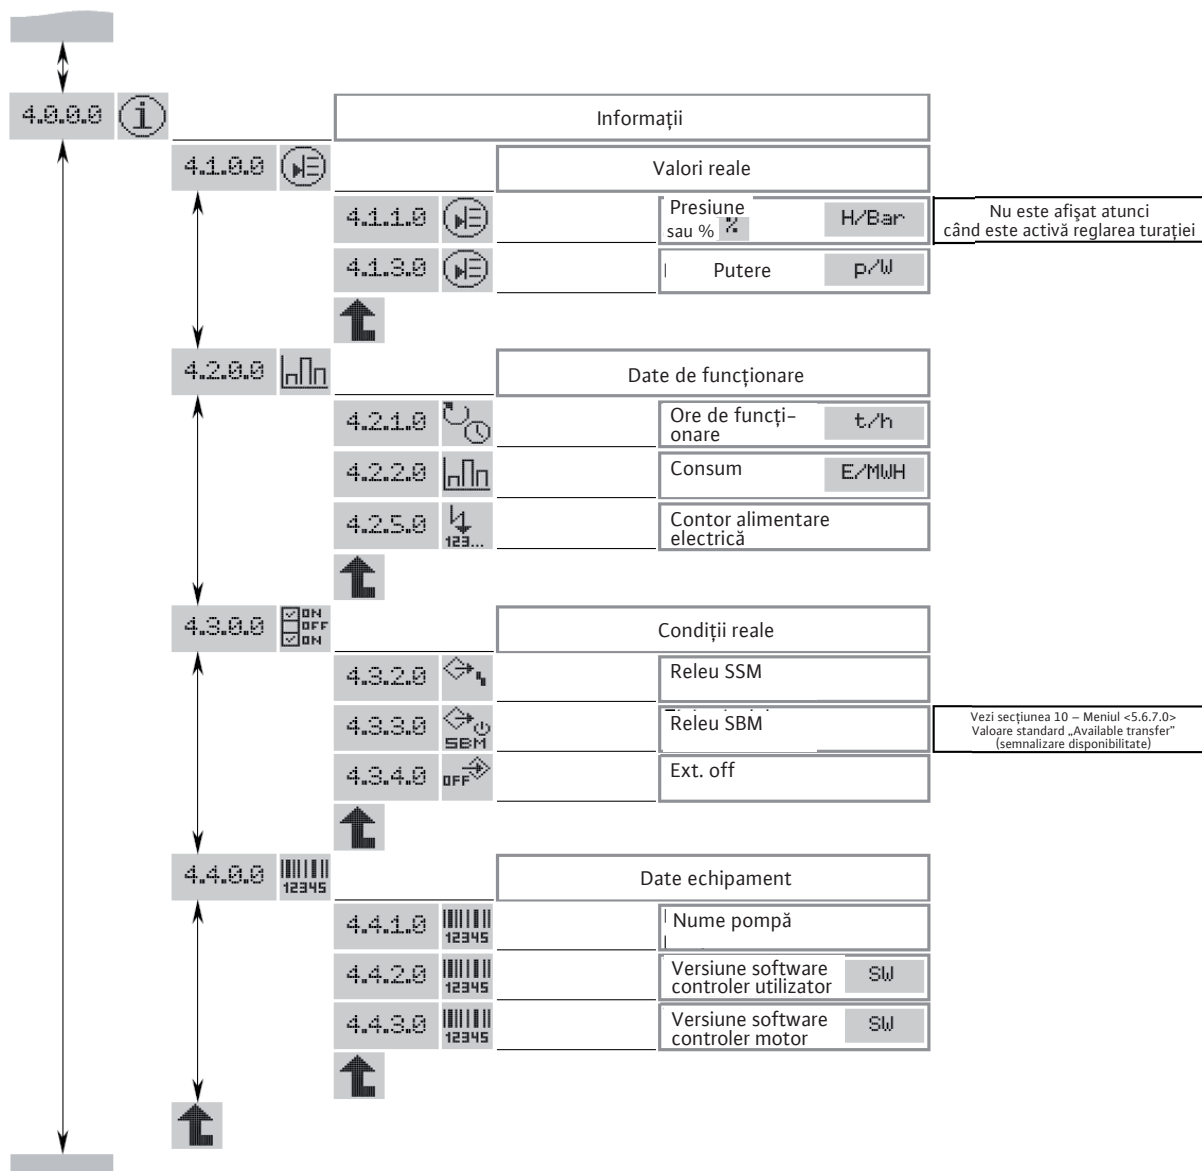 4.0.0.0 i Informații
4.1.0.0 Valori reale
4.1.1.0 Presiune H/Bar
sau % %
Nu este afișat atunci
când este activă reglarea turației
4.1.3.0 Putere p/W
4.2.0.0 Date de funcționare
4.2.1.0 Ore de funcți-
onare t/h
4.2.2.0 Consum E/MWH
4.2.5.0 123... Contor alimentare
electrică
4.3.0.0 Condiții reale
ON
OFF
ON
4.3.2.0 Releu SSM
4.3.3.0 SBM Releu SBM
Vezi secțiunea 10 – Meniul <5.6.7.0>
Valoare standard „Available transfer”
(semnalizare disponibilitate)
4.3.4.0 OFF Ext. off
4.4.0.0 12345 Date echipament
4.4.1.0 12345 Nume pompă
4.4.2.0 12345 Versiune software
controler utilizator SW
4.4.3.0 12345 Versiune software
controler motor SW